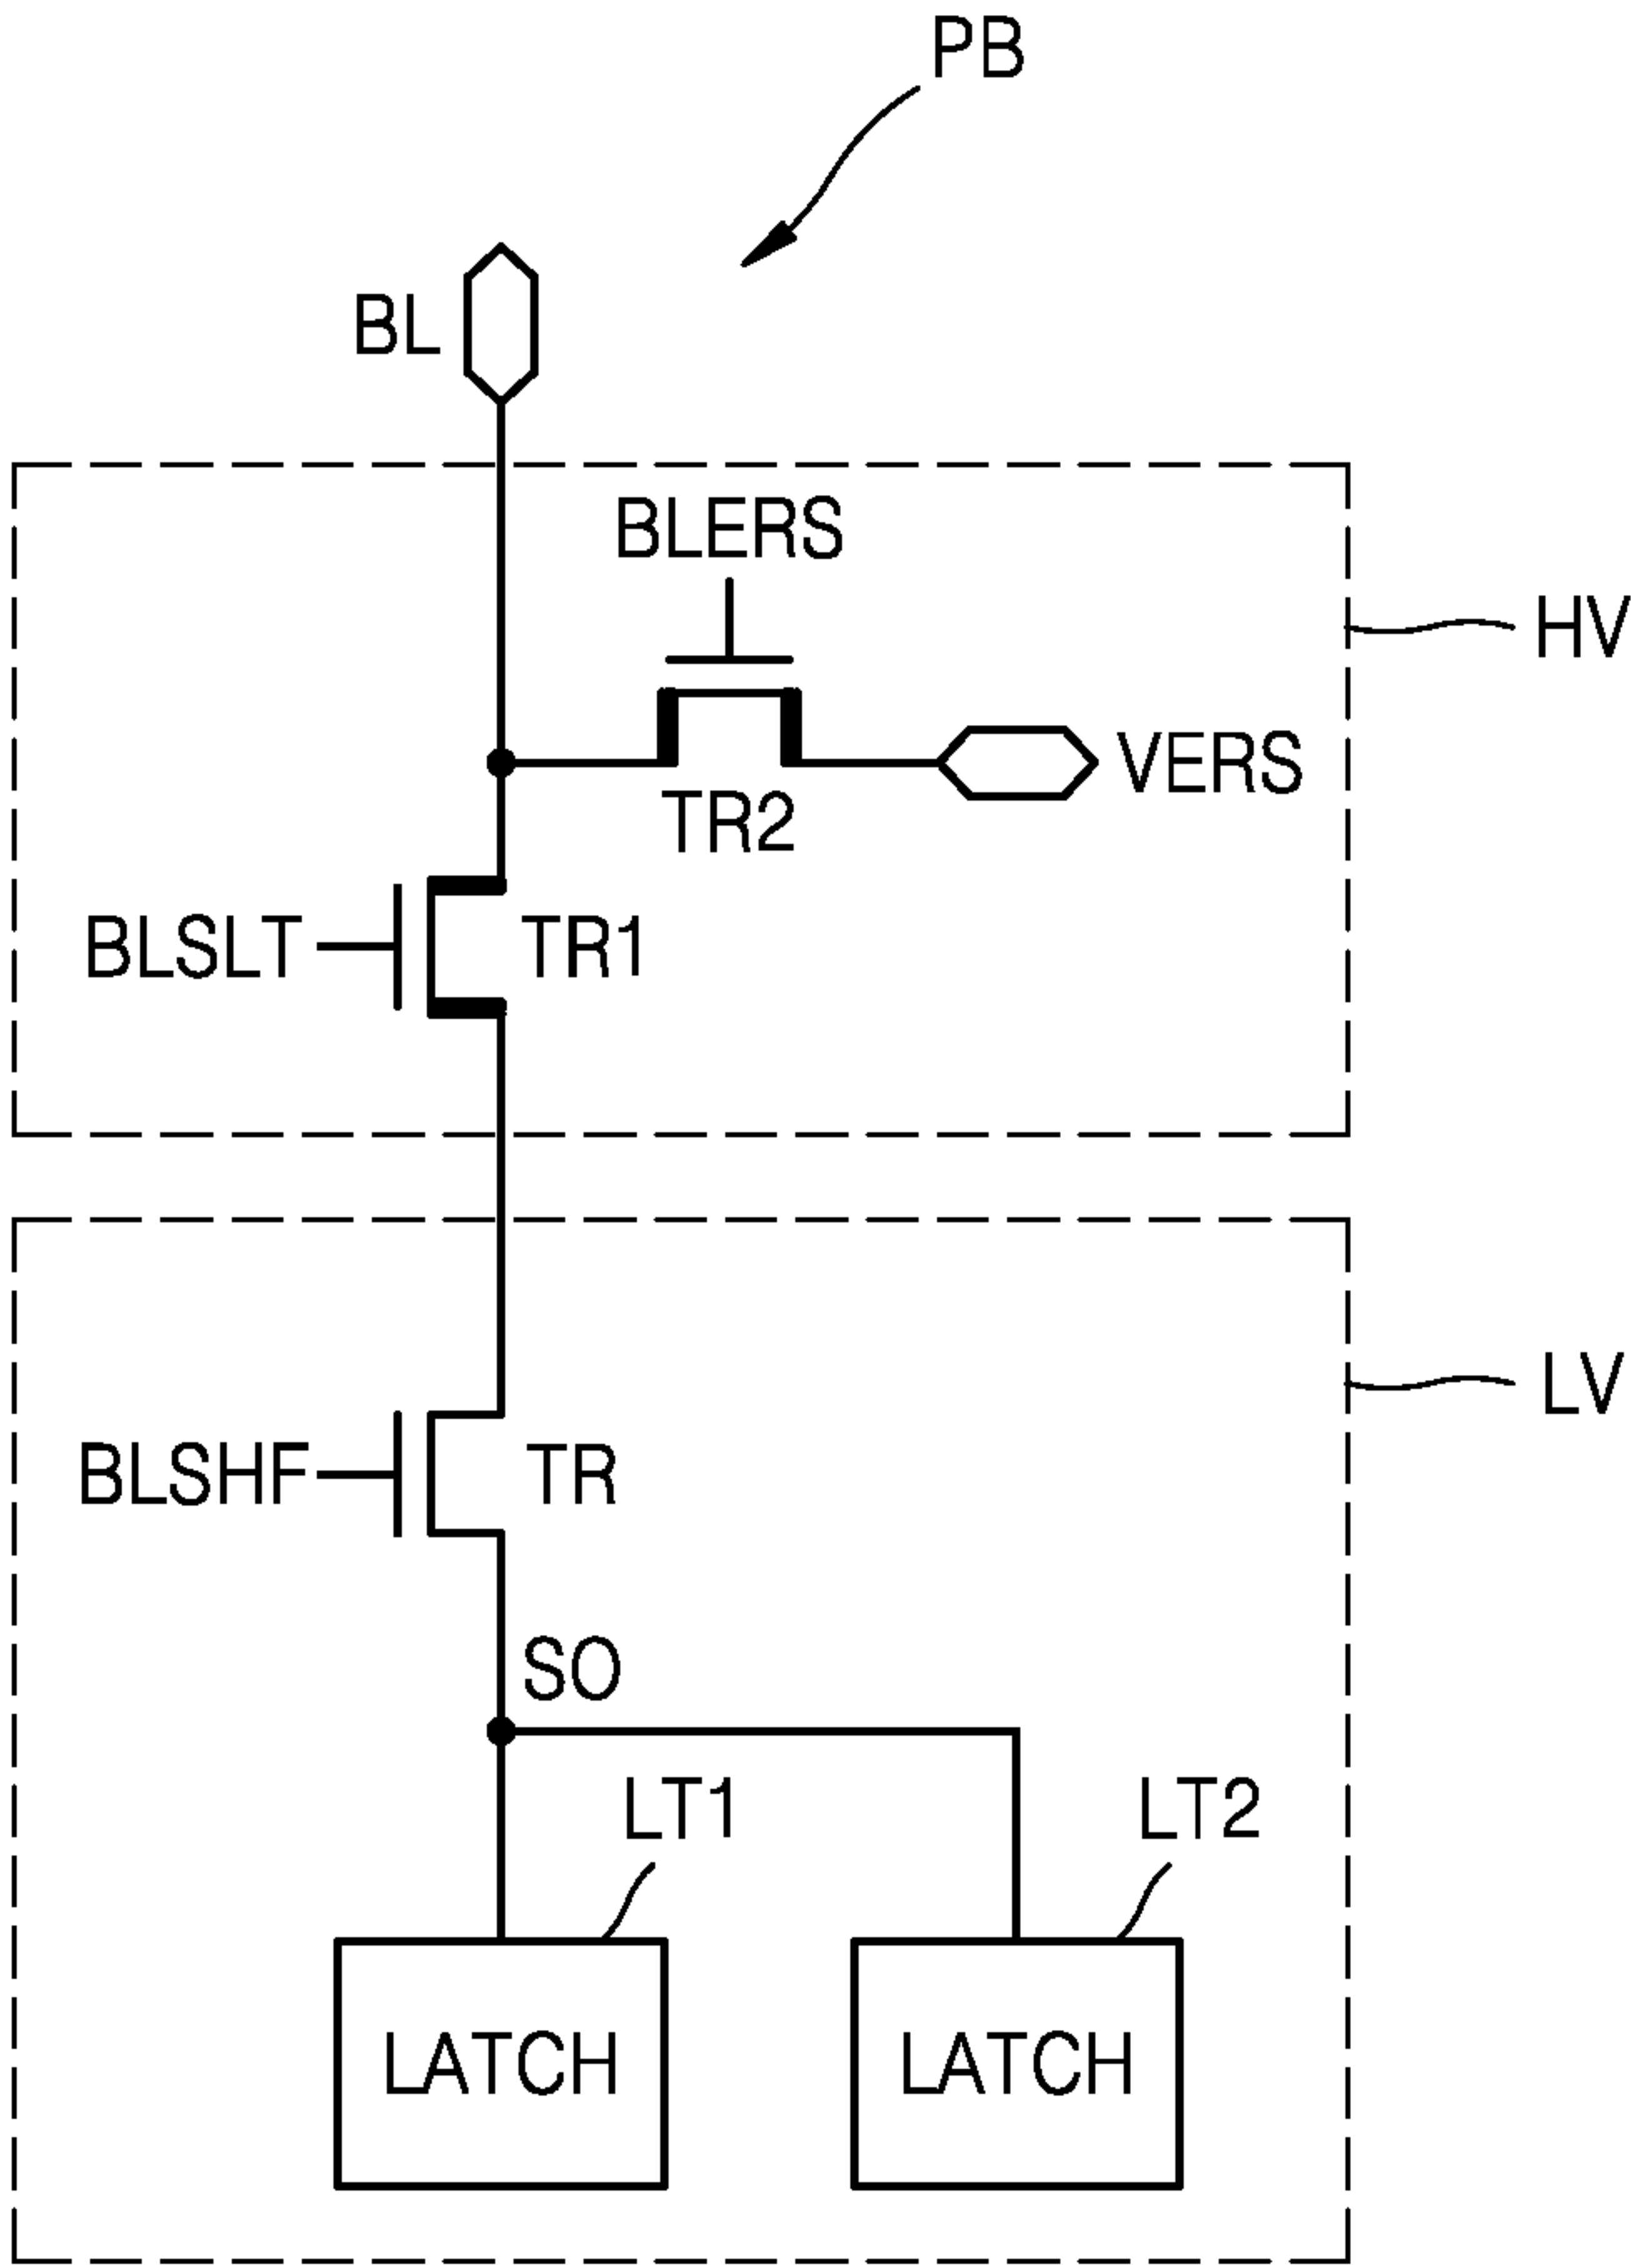 PB
BL
BLERS
HV
VERS
TR2
BLSLT
TR1
LV
BLSHF
TR
SO
LT1
LT2
LATCH
LATCH